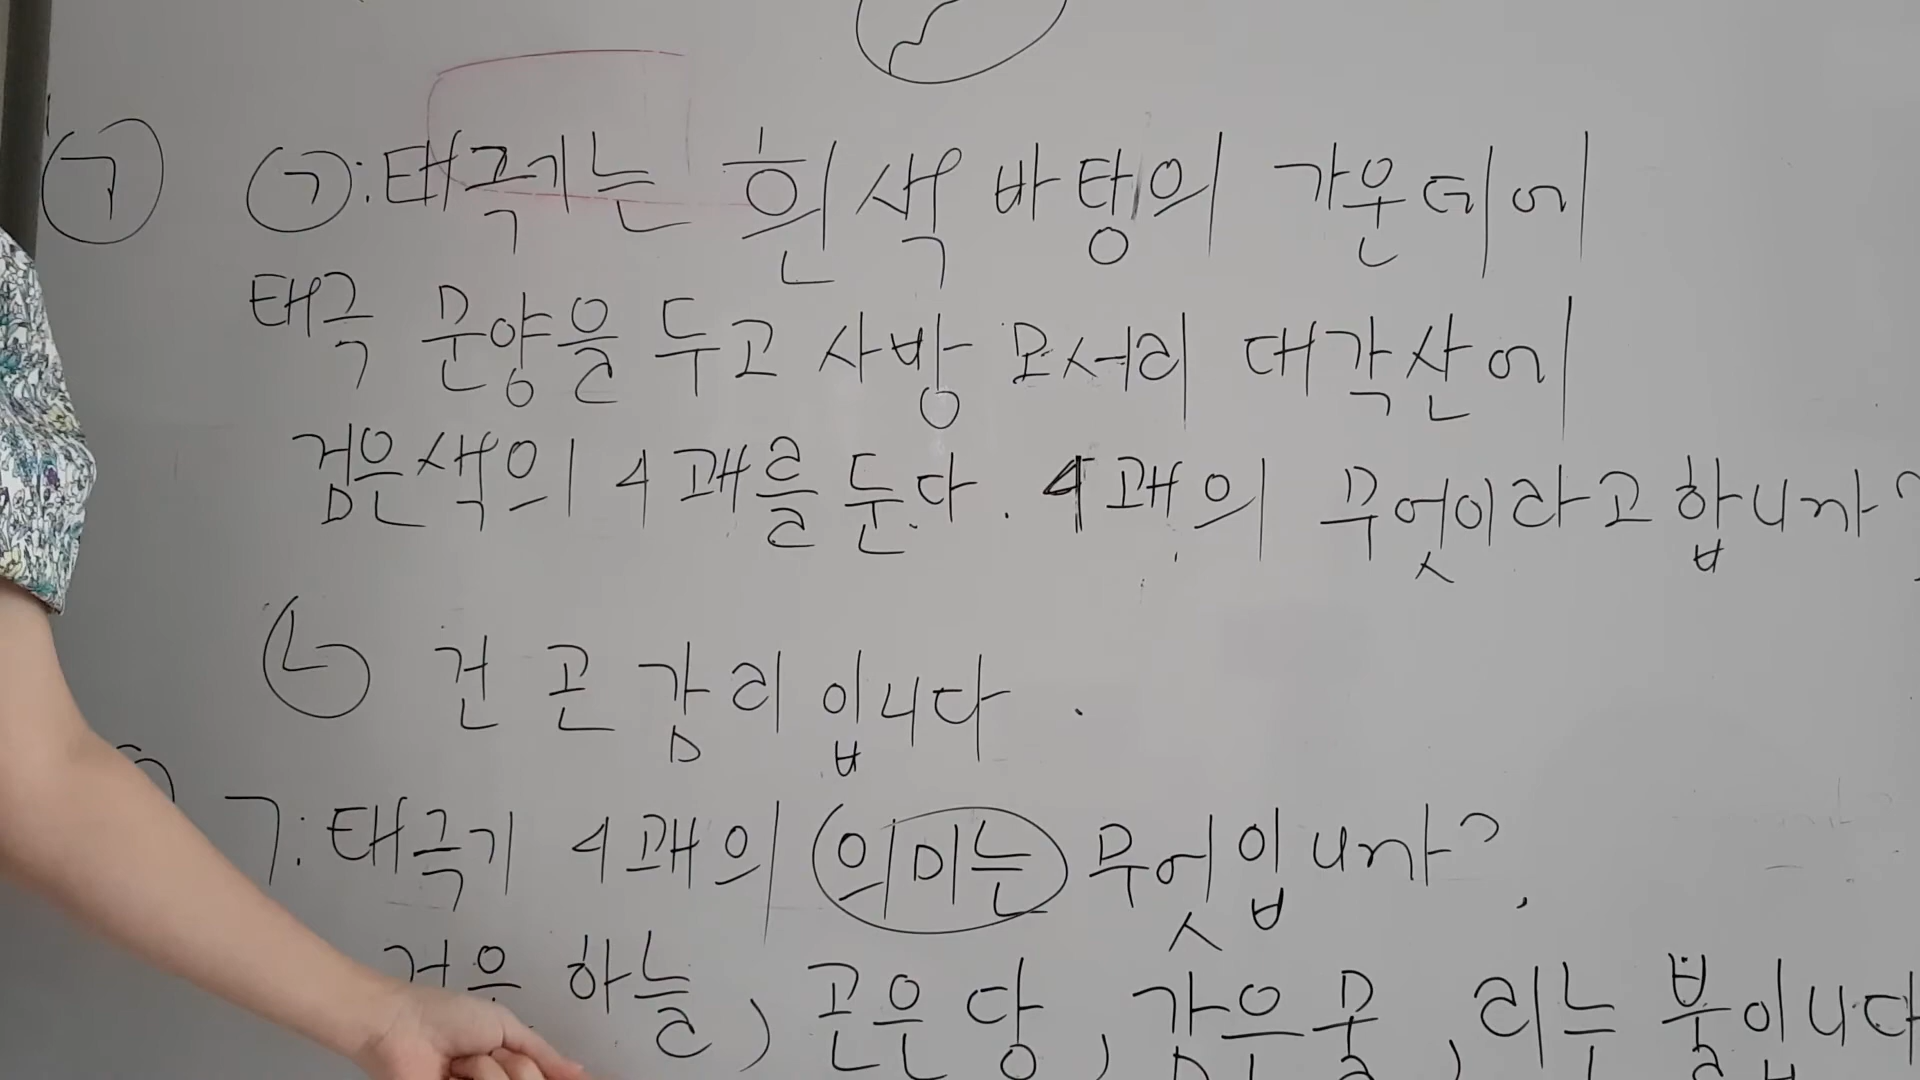 ㄱ ㄱ: 태극기는 흰색 바탕의 가운데에
태극 문양을 두고 사방 모서리 대각산에
검은색의 4괘를 둔다. 4괘의 무엇이라고 합니까?
ㄴ 건 곤 감 리 입니다.
ㄱ: 태극기 4괘의 의미는 무엇입니까?
하늘, 곤은 당, 감은 물, 리는 불입니다